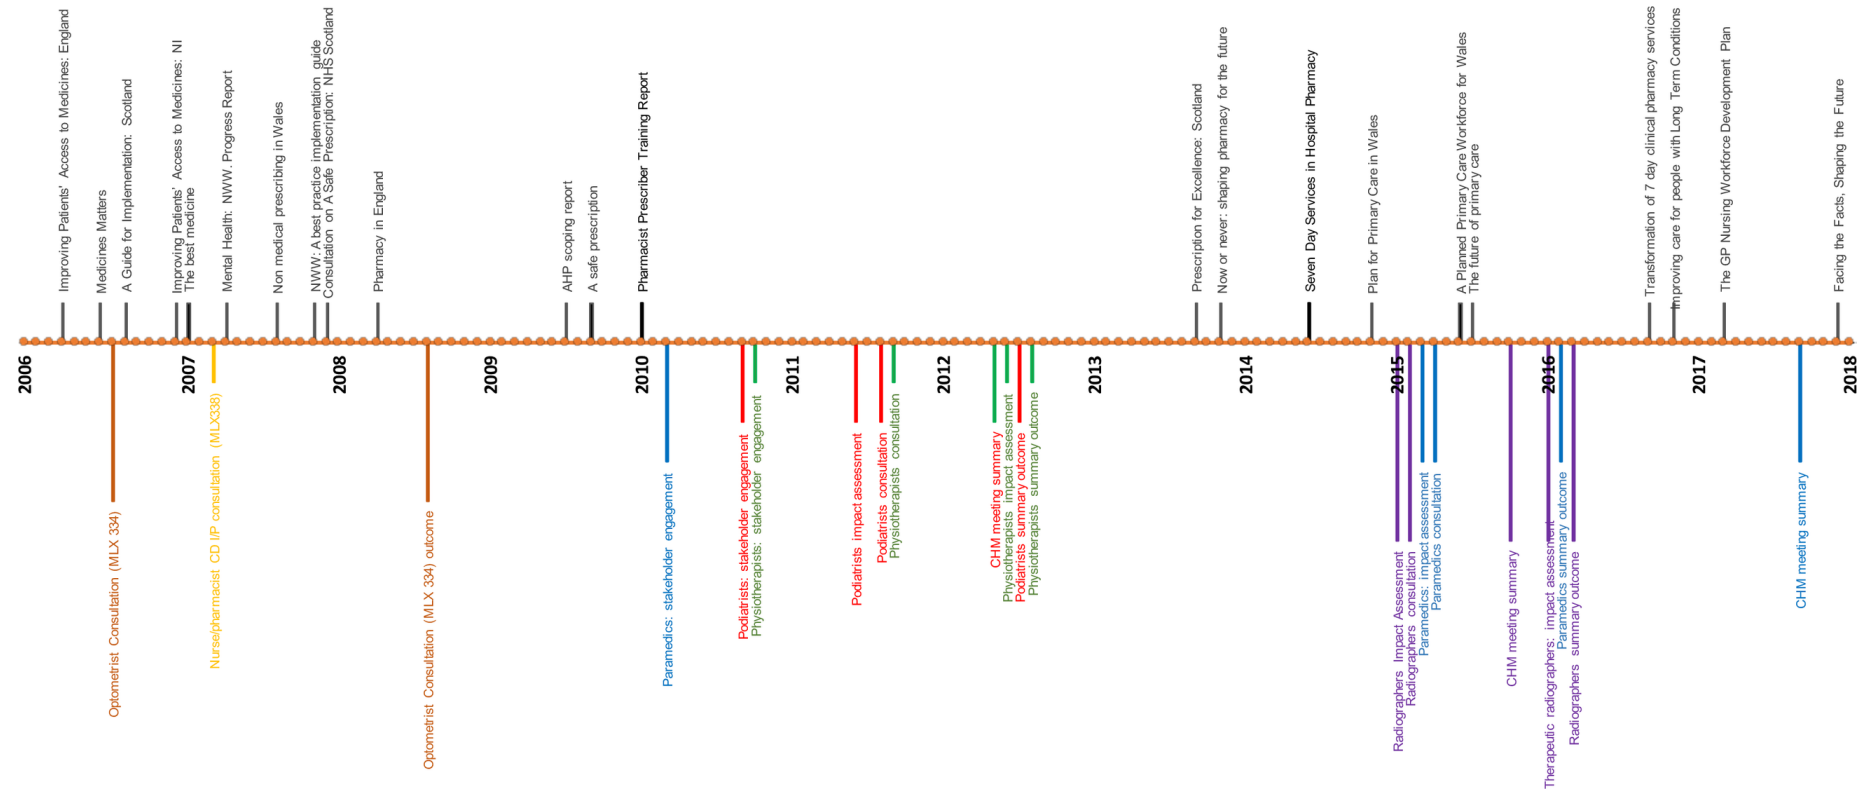 Improving Patients' Access to Medicines: England
Medicines Matters
A Guide for Implementation: Scotland
Improving Patients' Access to Medicines: NI
The best medicine
Mental Health: NWW. Progress Report
Non medical prescribing in Wales
NWW: A best practice implementation guide
Consultation on A Safe Prescription: NHS Scotland
Pharmacy in England
AHP scoping report
A safe prescription
Pharmacist Prescriber Training Report
Prescription for Excellence: Scotland
Now or never: shaping pharmacy for the future
Seven Day Services in Hospital Pharmacy
Plan for Primary Care in Wales
A Planned Primary Care Workforce for Wales
The future of primary care
Transformation of 7 day clinical pharmacy services
Improving care for people with Long Term Conditions
The GP Nursing Workforce Development Plan
Facing the Facts, Shaping the Future
2006
2007
2008
2009
2010
2011
2012
2013
2014
2015
2016
2017
2018
Optometrist Consultation (MLX 334)
Nurse/pharmacist CD I/P consultation (MLX338)
Optometrist Consultation (MLX 334) outcome
Paramedics: stakeholder engagement
Podiatrists: stakeholder engagement
Physiotherapists: stakeholder engagement
Podiatrists impact assessment
Podiatrists consultation
Physiotherapists consultation
CHM meeting summary
Physiotherapists impact assessment
Podiatrists summary outcome
Physiotherapists summary outcome
Radiographers Impact Assessment
Radiographers consultation
Paramedics: impact assessment
Paramedics consultation
CHM meeting summary
Therapeutic radiographers: impact assessment
Paramedics summary outcome
Radiographers summary outcome
CHM meeting summary